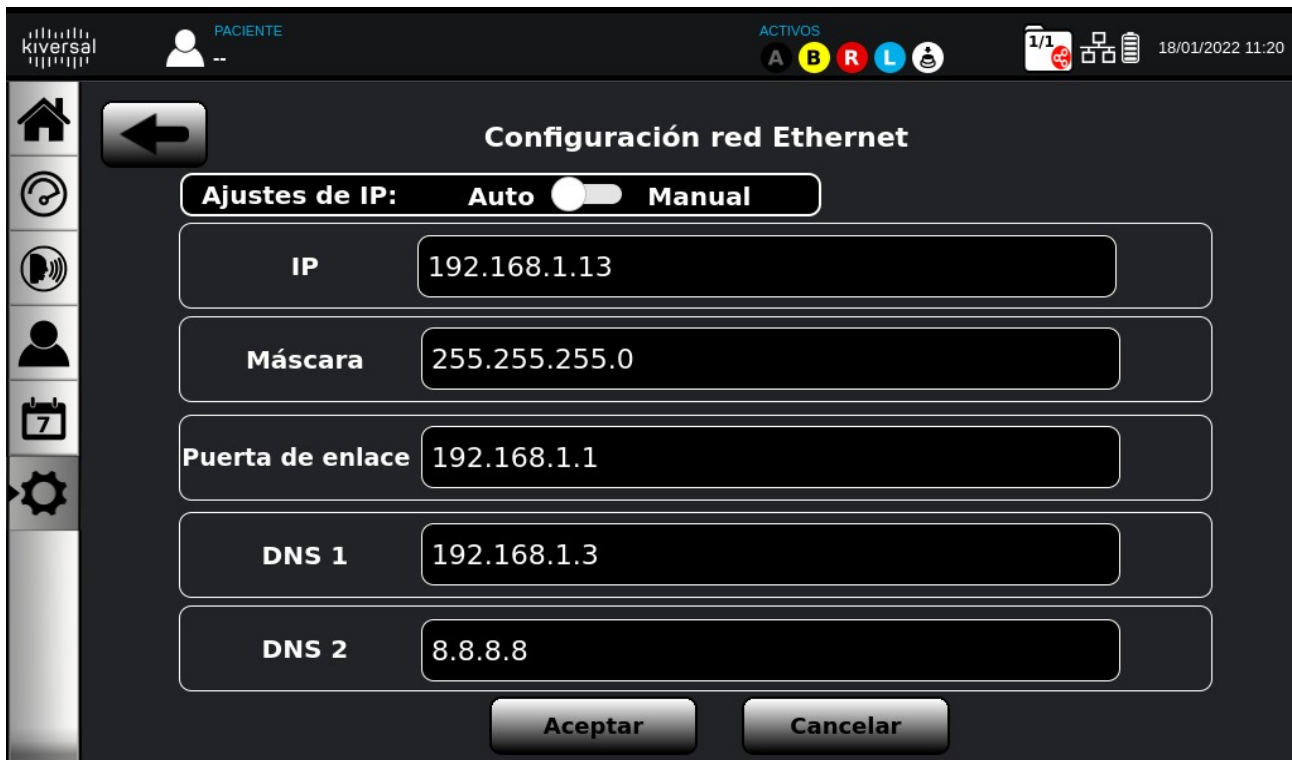 kiversal
PACIENTE
--
ACTIVOS
A B R L
1/1
18/01/2022 11:20
Configuración red Ethernet
Ajustes de IP: Auto Manual
IP 192.168.1.13
Máscara 255.255.255.0
7
Puerta de enlace 192.168.1.1
DNS 1 192.168.1.3
DNS 2 8.8.8.8
Aceptar Cancelar